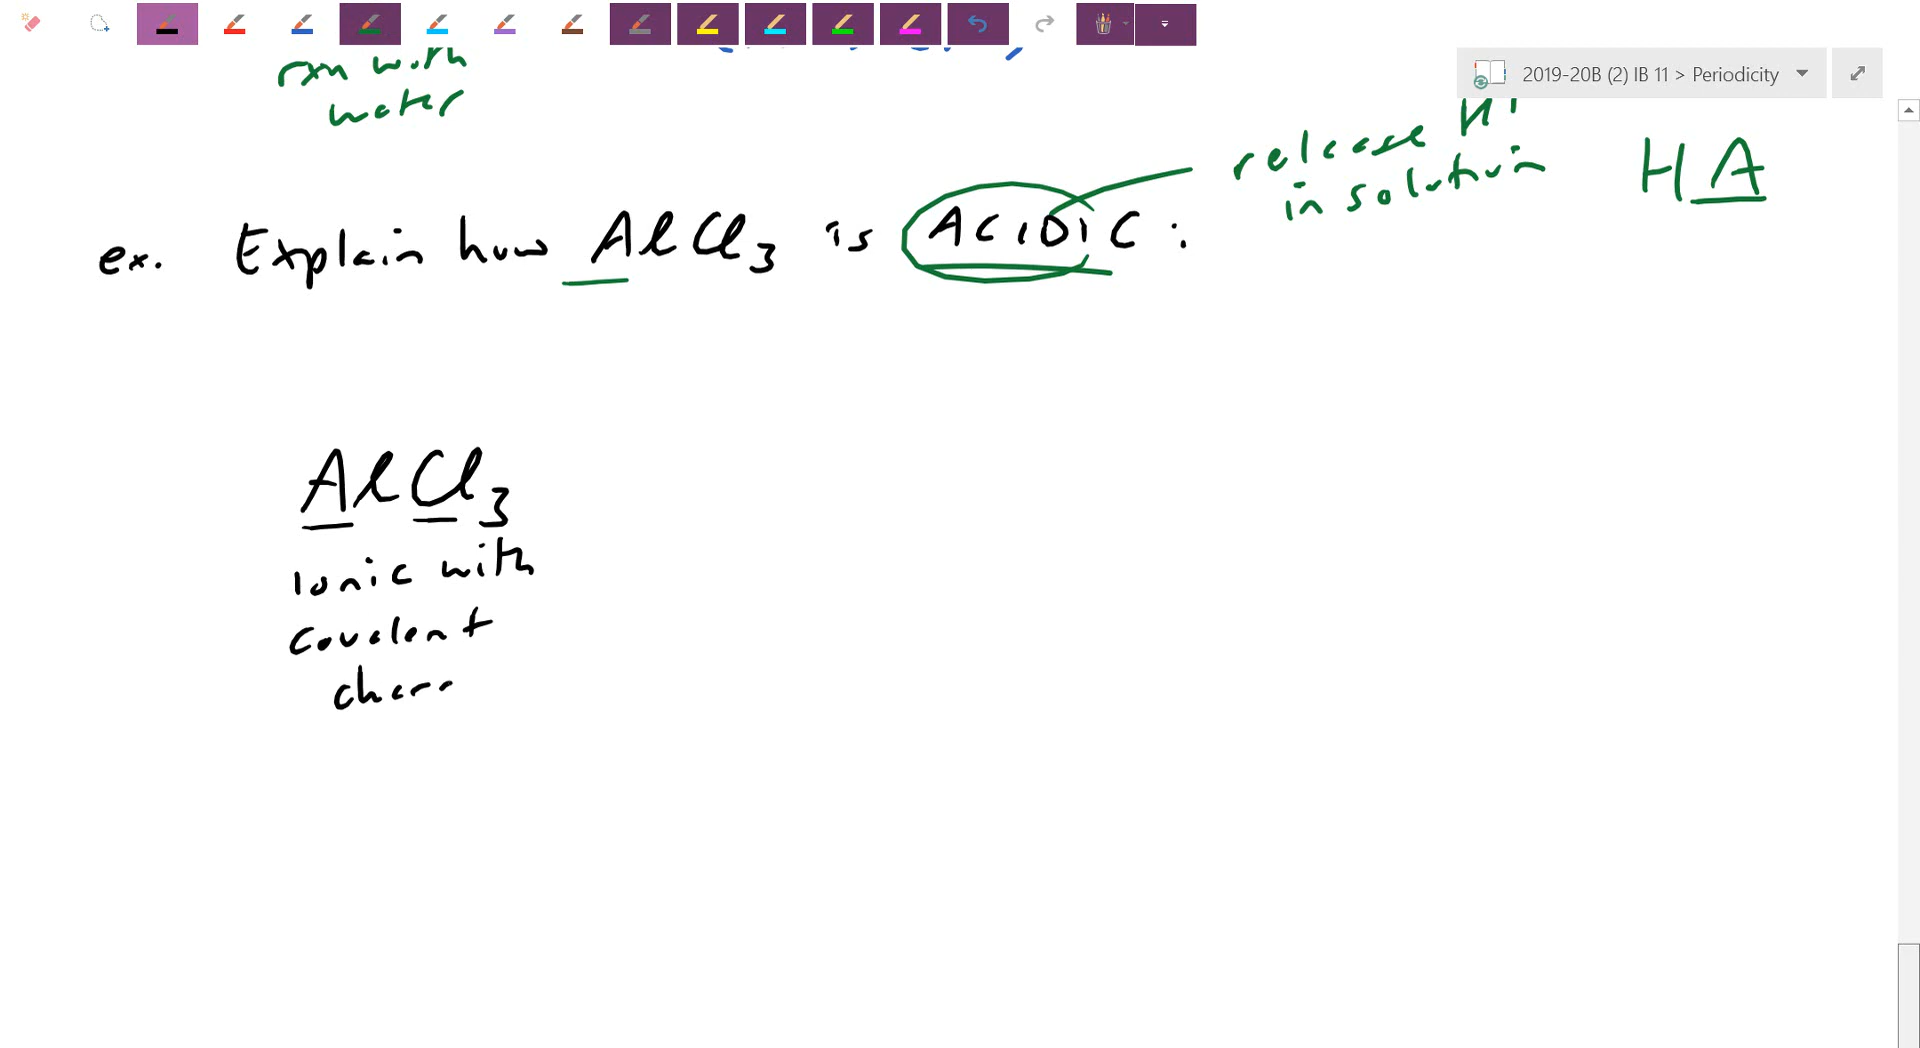 2019-20B (2) IB 11 > Periodicity
rxn with
water
release H+
in solution
HA
ex. Explain how AlCl3 is ACIDIC :
AlCl3
Ionic with
covalent
charr